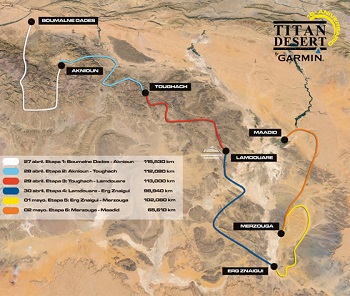 BOUMALNE DADES
TITAN
DESERT
GARMIN
AKNIOUN
TOUGHACH
MAADID
LAMDOUARE
27 abril. Etapa 1: Boumalne Dades - Aknioun 115,530 km
28 abril. Etapa 2: Aknioun - Toughach 112,080 km
29 abril. Etapa 3: Toughach - Lamdouare 113,000 km
30 abril. Etapa 4: Lamdouare - Erg Znaigui 98,940 km
01 mayo. Etapa 5: Erg Znaigui - Merzouga 102,080 km
02 mayo. Etapa 6: Merzouga - Maadid 65,610 km
MERZOUGA
ERG ZNAIGUI